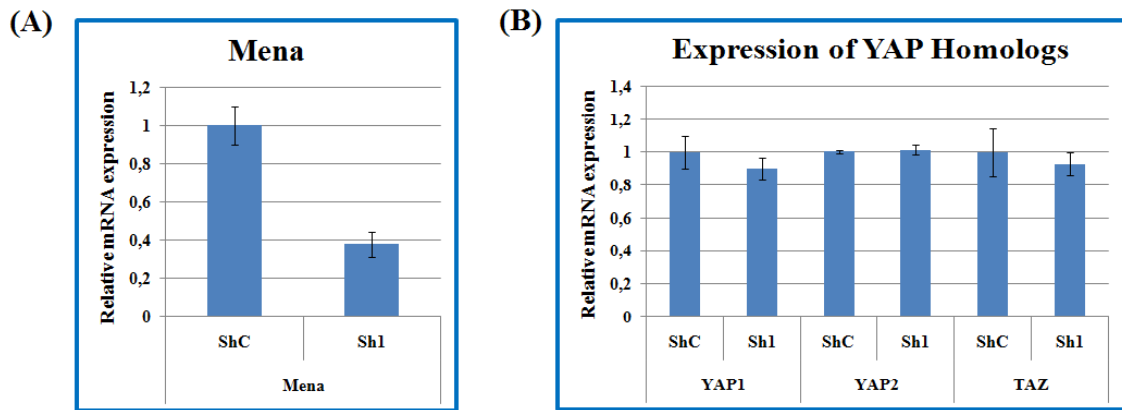 (A)
Mena
Relative mRNA expression
1,2
1
0,8
0,6
0,4
0,2
0
ShC Sh1
Mena
(B)
Expression of YAP Homologs
Relative mRNA expression
1,4
1,2
1
0,8
0,6
0,4
0,2
0
ShC Sh1 ShC Sh1 ShC Sh1
YAP1 YAP2 TAZ